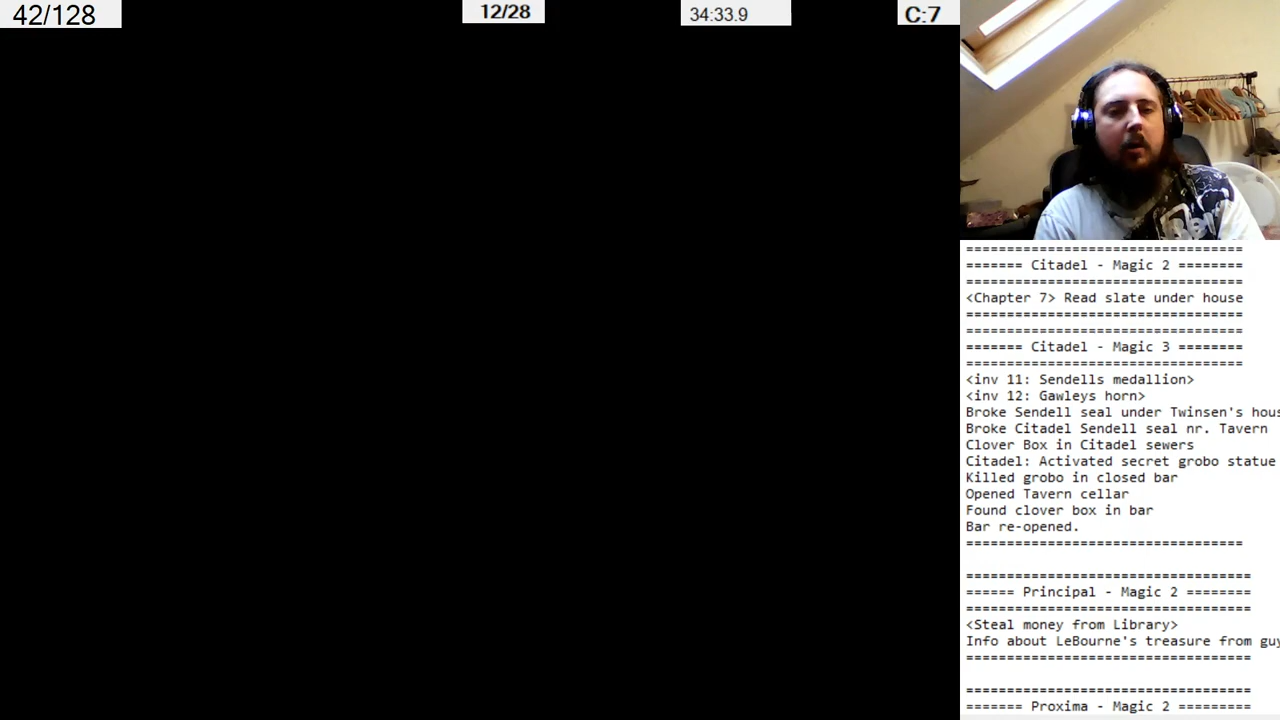 42/128
12/28
34:33.9
C:7
==================================
======= Citadel - Magic 2 ========
==================================
<Chapter 7> Read slate under house
==================================
==================================
======= Citadel - Magic 3 ========
==================================
<inv 11: Sendells medallion>
<inv 12: Gawleys horn>
Broke Sendell seal under Twinsen's hous
Broke Citadel Sendell seal nr. Tavern
Clover Box in Citadel sewers
Citadel: Activated secret grobo statue
Killed grobo in closed bar
Opened Tavern cellar
Found clover box in bar
Bar re-opened.
==================================
===================================
====== Principal - Magic 2 ========
===================================
<Steal money from Library>
Info about LeBourne's treasure from guy
===================================
===================================
======= Proxima - Magic 2 =========